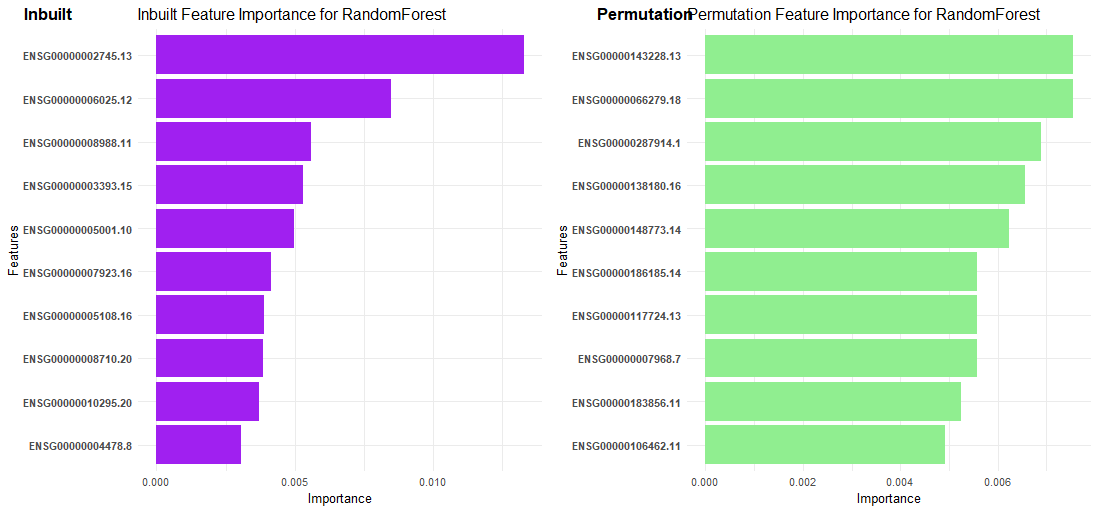 Inbuilt
Inbuilt Feature Importance for RandomForest
Features
ENSG00000002745.13
ENSG00000006025.12
ENSG00000008988.11
ENSG00000003393.15
ENSG00000005001.10
ENSG00000007923.16
ENSG00000005108.16
ENSG00000008710.20
ENSG00000010295.20
ENSG00000004478.8
0.000 0.005 0.010
Importance
Permutation
Permutation Feature Importance for RandomForest
Features
ENSG00000143228.13
ENSG00000066279.18
ENSG00000287914.1
ENSG00000138180.16
ENSG00000148773.14
ENSG00000186185.14
ENSG00000117724.13
ENSG00000007968.7
ENSG00000183856.11
ENSG00000106462.11
0.000 0.002 0.004 0.006
Importance